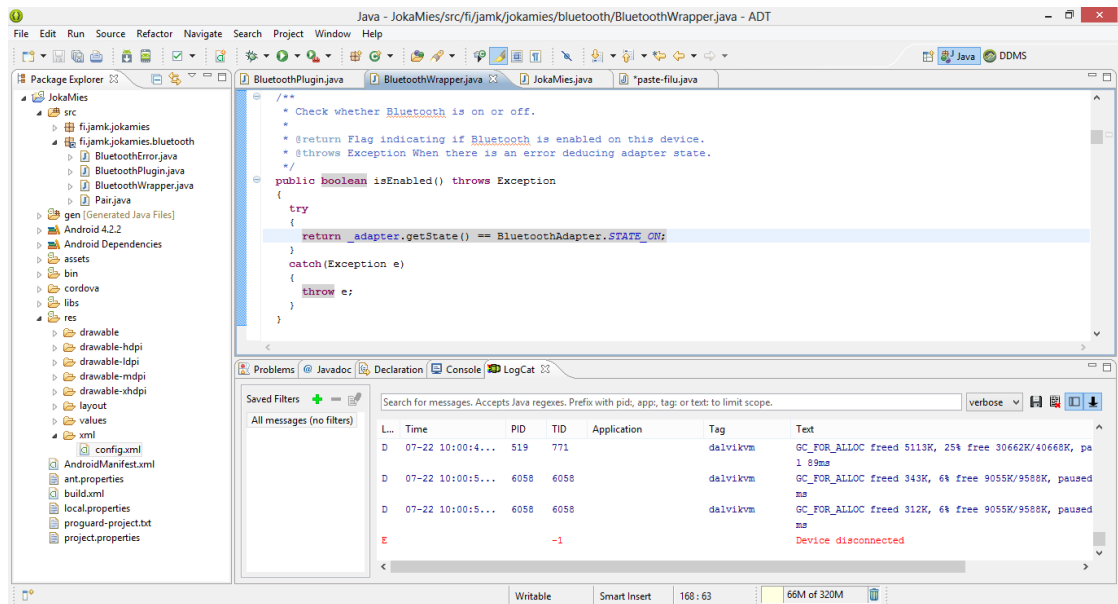 Java - JokaMies/src/fi/jamk/jokamies/bluetooth/BluetoothWrapper.java - ADT
File Edit Run Source Refactor Navigate Search Project Window Help
Java DDMS
Package Explorer
JokaMies
src
fi.jamk.jokamies
fi.jamk.jokamies.bluetooth
BluetoothError.java
BluetoothPlugin.java
BluetoothWrapper.java
Pair.java
gen [Generated Java Files]
Android 4.2.2
Android Dependencies
assets
bin
cordova
libs
res
drawable
drawable-hdpi
drawable-ldpi
drawable-mdpi
drawable-xhdpi
layout
values
xml
config.xml
AndroidManifest.xml
ant.properties
build.xml
local.properties
proguard-project.txt
project.properties
BluetoothPlugin.java BluetoothWrapper.java JokaMies.java *paste-filu.java
/**
* Check whether Bluetooth is on or off.
*
* @return Flag indicating if Bluetooth is enabled on this device.
* @throws Exception When there is an error deducing adapter state.
*/
public boolean isEnabled() throws Exception
{
try
{
return _adapter.getState() == BluetoothAdapter.STATE_ON;
}
catch(Exception e)
{
throw e;
}
}
Problems @ Javadoc Declaration Console LogCat
Saved Filters
All messages (no filters)
Search for messages. Accepts Java regexes. Prefix with pid:, app:, tag: or text: to limit scope.
verbose
L... Time PID TID Application Tag Text
D 07-22 10:00:4... 519 771 dalvikvm GC_FOR_ALLOC freed 5113K, 25% free 30662K/40668K, pa
l 89ms
D 07-22 10:00:5... 6058 6058 dalvikvm GC_FOR_ALLOC freed 343K, 6% free 9055K/9588K, paused
ms
D 07-22 10:00:5... 6058 6058 dalvikvm GC_FOR_ALLOC freed 312K, 6% free 9055K/9588K, paused
ms
E -1 Device disconnected
Writable Smart Insert 168 : 63 66M of 320M